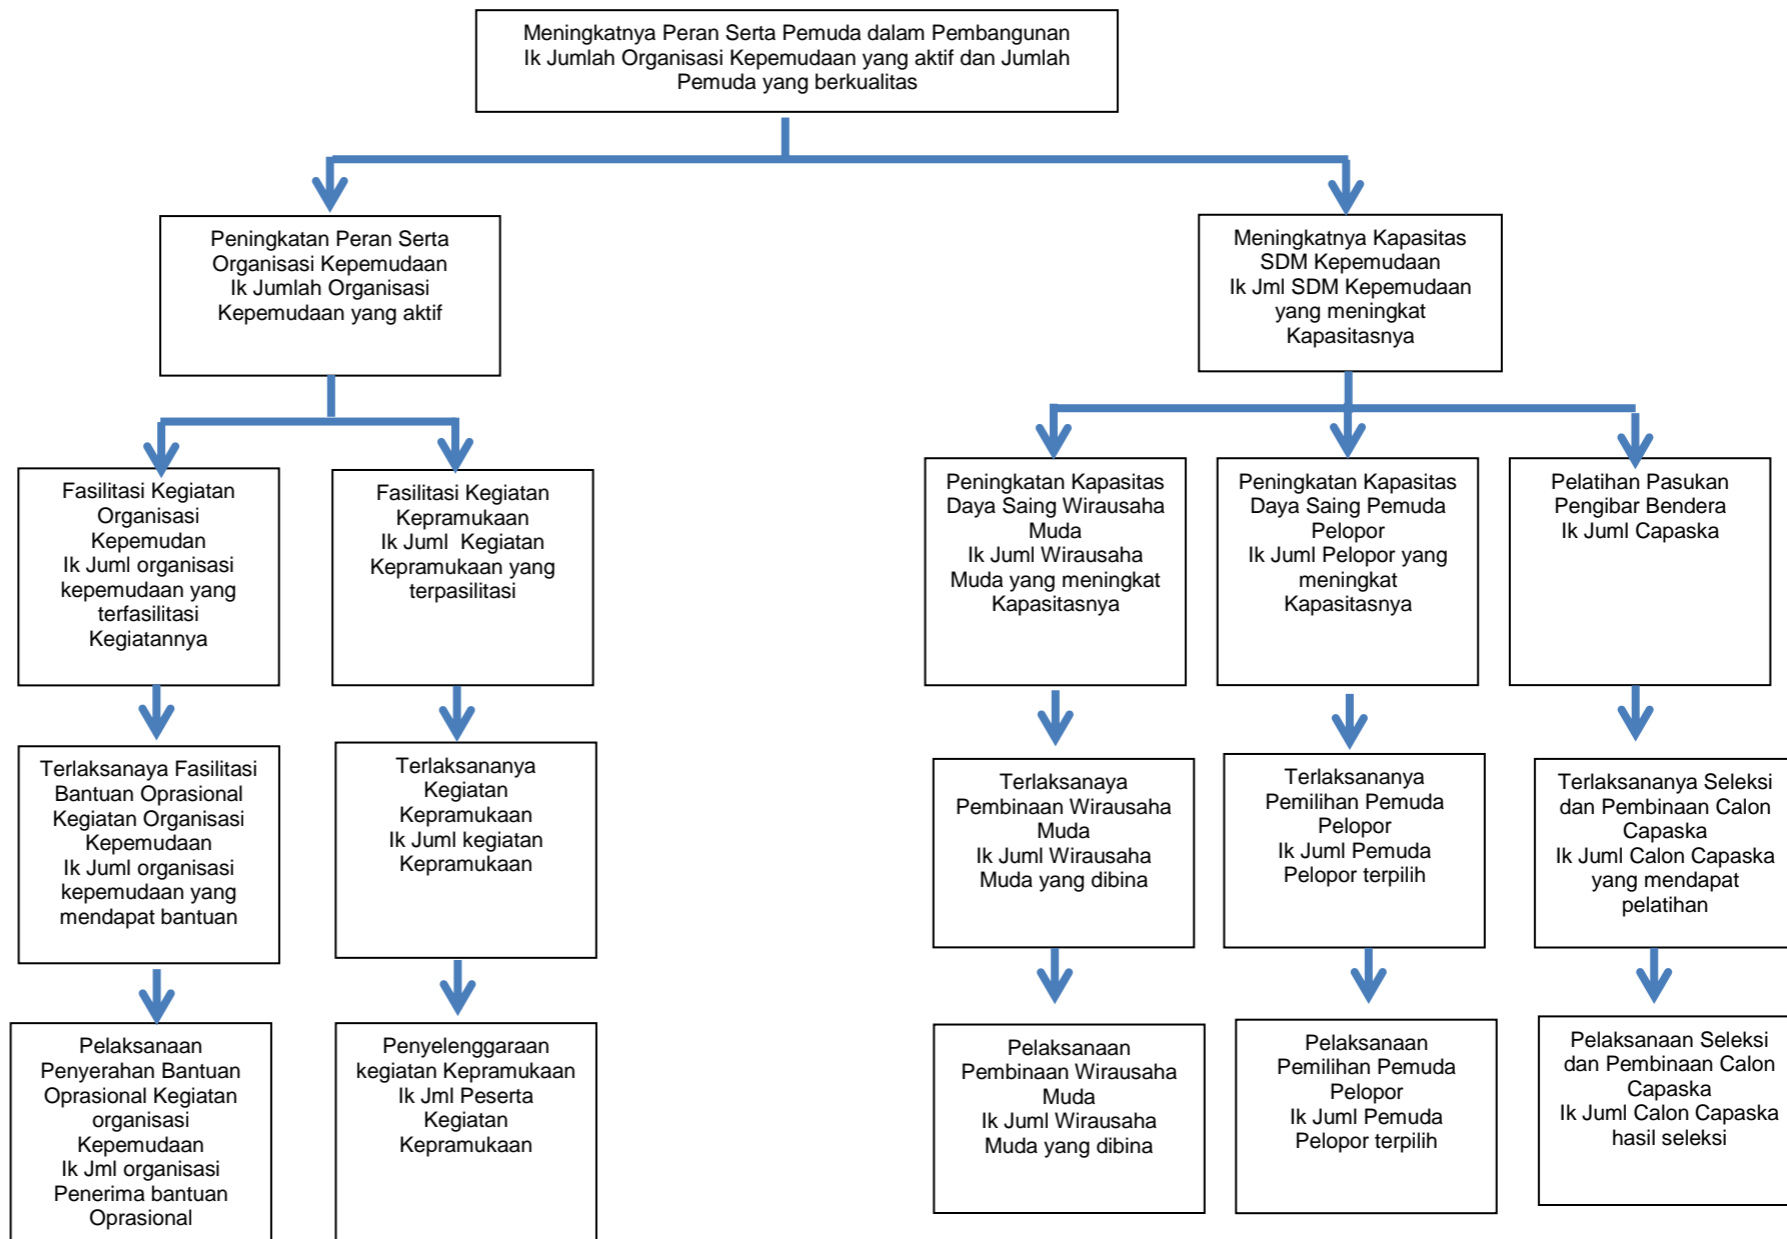 Meningkatnya Peran Serta Pemuda dalam Pembangunan
Ik Jumlah Organisasi Kepemudaan yang aktif dan Jumlah
Pemuda yang berkualitas
Peningkatan Peran Serta
Organisasi Kepemudaan
Ik Jumlah Organisasi
Kepemudaan yang aktif
Meningkatnya Kapasitas
SDM Kepemudaan
Ik Jml SDM Kepemudaan
yang meningkat
Kapasitasnya
Fasilitasi Kegiatan
Organisasi
Kepemudan
Ik Juml organisasi
kepemudaan yang
terfasilitasi
Kegiatannya
Fasilitasi Kegiatan
Kepramukaan
Ik Juml Kegiatan
Kepramukaan yang
terpasilitasi
Peningkatan Kapasitas
Daya Saing Wirausaha
Muda
Ik Juml Wirausaha
Muda yang meningkat
Kapasitasnya
Peningkatan Kapasitas
Daya Saing Pemuda
Pelopor
Ik Juml Pelopor yang
meningkat
Kapasitasnya
Pelatihan Pasukan
Pengibar Bendera
Ik Juml Capaska
Terlaksanaya Fasilitasi
Bantuan Oprasional
Kegiatan Organisasi
Kepemudaan
Ik Juml organisasi
kepemudaan yang
mendapat bantuan
Terlaksananya
Kegiatan
Kepramukaan
Ik Juml kegiatan
Kepramukaan
Terlaksanaya
Pembinaan Wirausaha
Muda
Ik Juml Wirausaha
Muda yang dibina
Terlaksananya
Pemilihan Pemuda
Pelopor
Ik Juml Pemuda
Pelopor terpilih
Terlaksananya Seleksi
dan Pembinaan Calon
Capaska
Ik Juml Calon Capaska
yang mendapat
pelatihan
Pelaksanaan
Penyerahan Bantuan
Oprasional Kegiatan
organisasi
Kepemudaan
Ik Jml organisasi
Penerima bantuan
Oprasional
Penyelenggaraan
kegiatan Kepramukaan
Ik Jml Peserta
Kegiatan
Kepramukaan
Pelaksanaan
Pembinaan Wirausaha
Muda
Ik Juml Wirausaha
Muda yang dibina
Pelaksanaan
Pemilihan Pemuda
Pelopor
Ik Juml Pemuda
Pelopor terpilih
Pelaksanaan Seleksi
dan Pembinaan Calon
Capaska
Ik Juml Calon Capaska
hasil seleksi